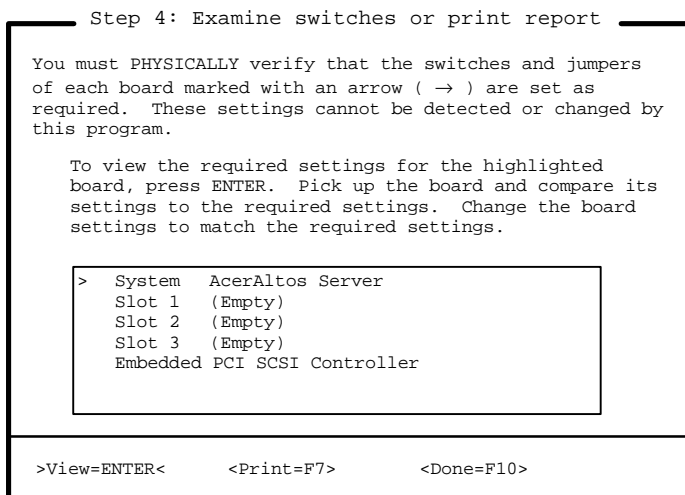 Step 4: Examine switches or print report
You must PHYSICALLY verify that the switches and jumpers
of each board marked with an arrow ( → ) are set as
required.  These settings cannot be detected or changed by
this program.
To view the required settings for the highlighted
board, press ENTER.  Pick up the board and compare its
settings to the required settings.  Change the board
settings to match the required settings.
>  System  AcerAltos Server
Slot 1  (Empty)
Slot 2  (Empty)
Slot 3  (Empty)
Embedded PCI SCSI Controller
>View=ENTER<  <Print=F7>  <Done=F10>